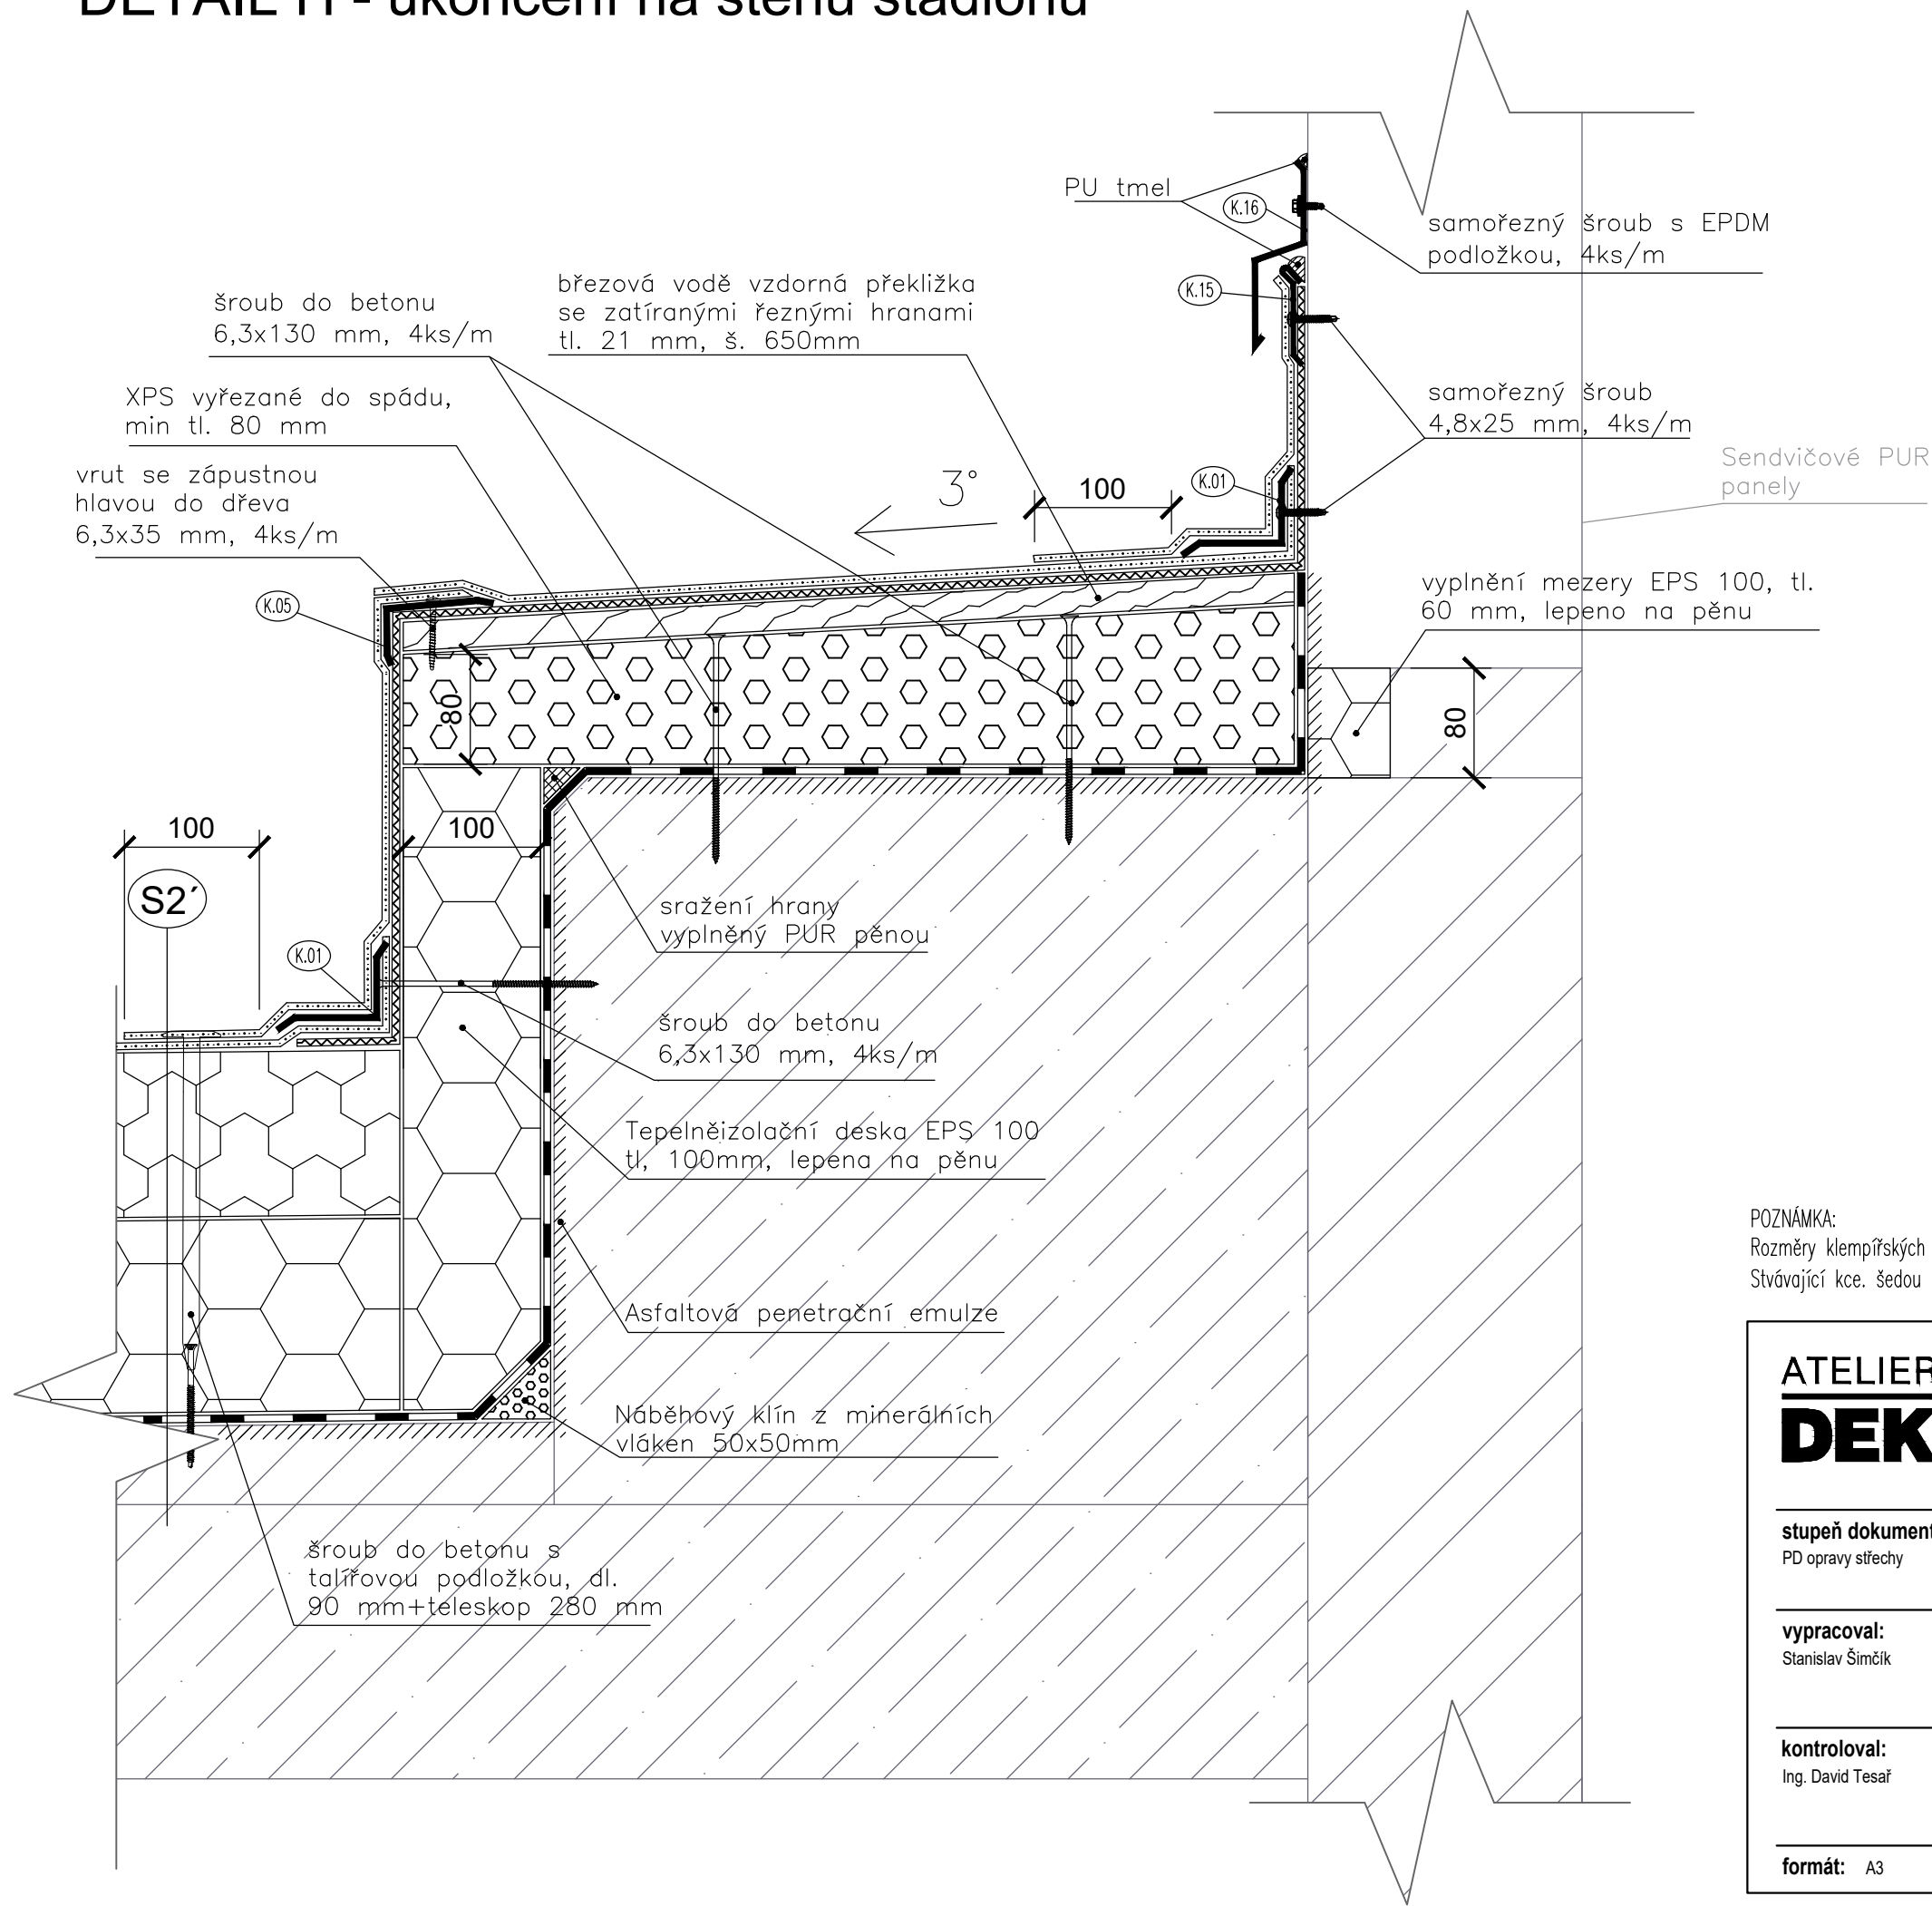 - ukončení na stěnu stadionu
PU tmel
K.16
samořezný šroub s EPDM
podložkou, 4ks/m
březová vodě vzdorná překližka
se zatíranými řeznými hranami
tl. 21 mm, š. 650mm
K.15
šroub do betonu
6,3x130 mm, 4ks/m
XPS vyřezané do spádu,
min tl. 80 mm
samořezný šroub
4,8x25 mm, 4ks/m
Sendvičové PUR
panely
vrut se zápustnou
hlavou do dřeva
6,3x35 mm, 4ks/m
3°
100
K.01
K.05
vyplnění mezery EPS 100, tl.
60 mm, lepeno na pěnu
80
80
100
100
S2´
sražení hrany
vyplněný PUR pěnou
K.01
šroub do betonu
6,3x130 mm, 4ks/m
Tepelněizolační deska EPS 100
tl, 100mm, lepena na pěnu
POZNÁMKA:
Rozměry klempířských
Stvávající kce. šedou
Asfaltová penetrační emulze
ATELIER
DEK
Náběhový klín z minerálních
vláken 50x50mm
šroub do betonu s
talířovou podložkou, dl.
90 mm+teleskop 280 mm
stupeň dokument
PD opravy střechy
vypracoval:
Stanislav Šimčík
kontroloval:
Ing. David Tesař
formát: A3